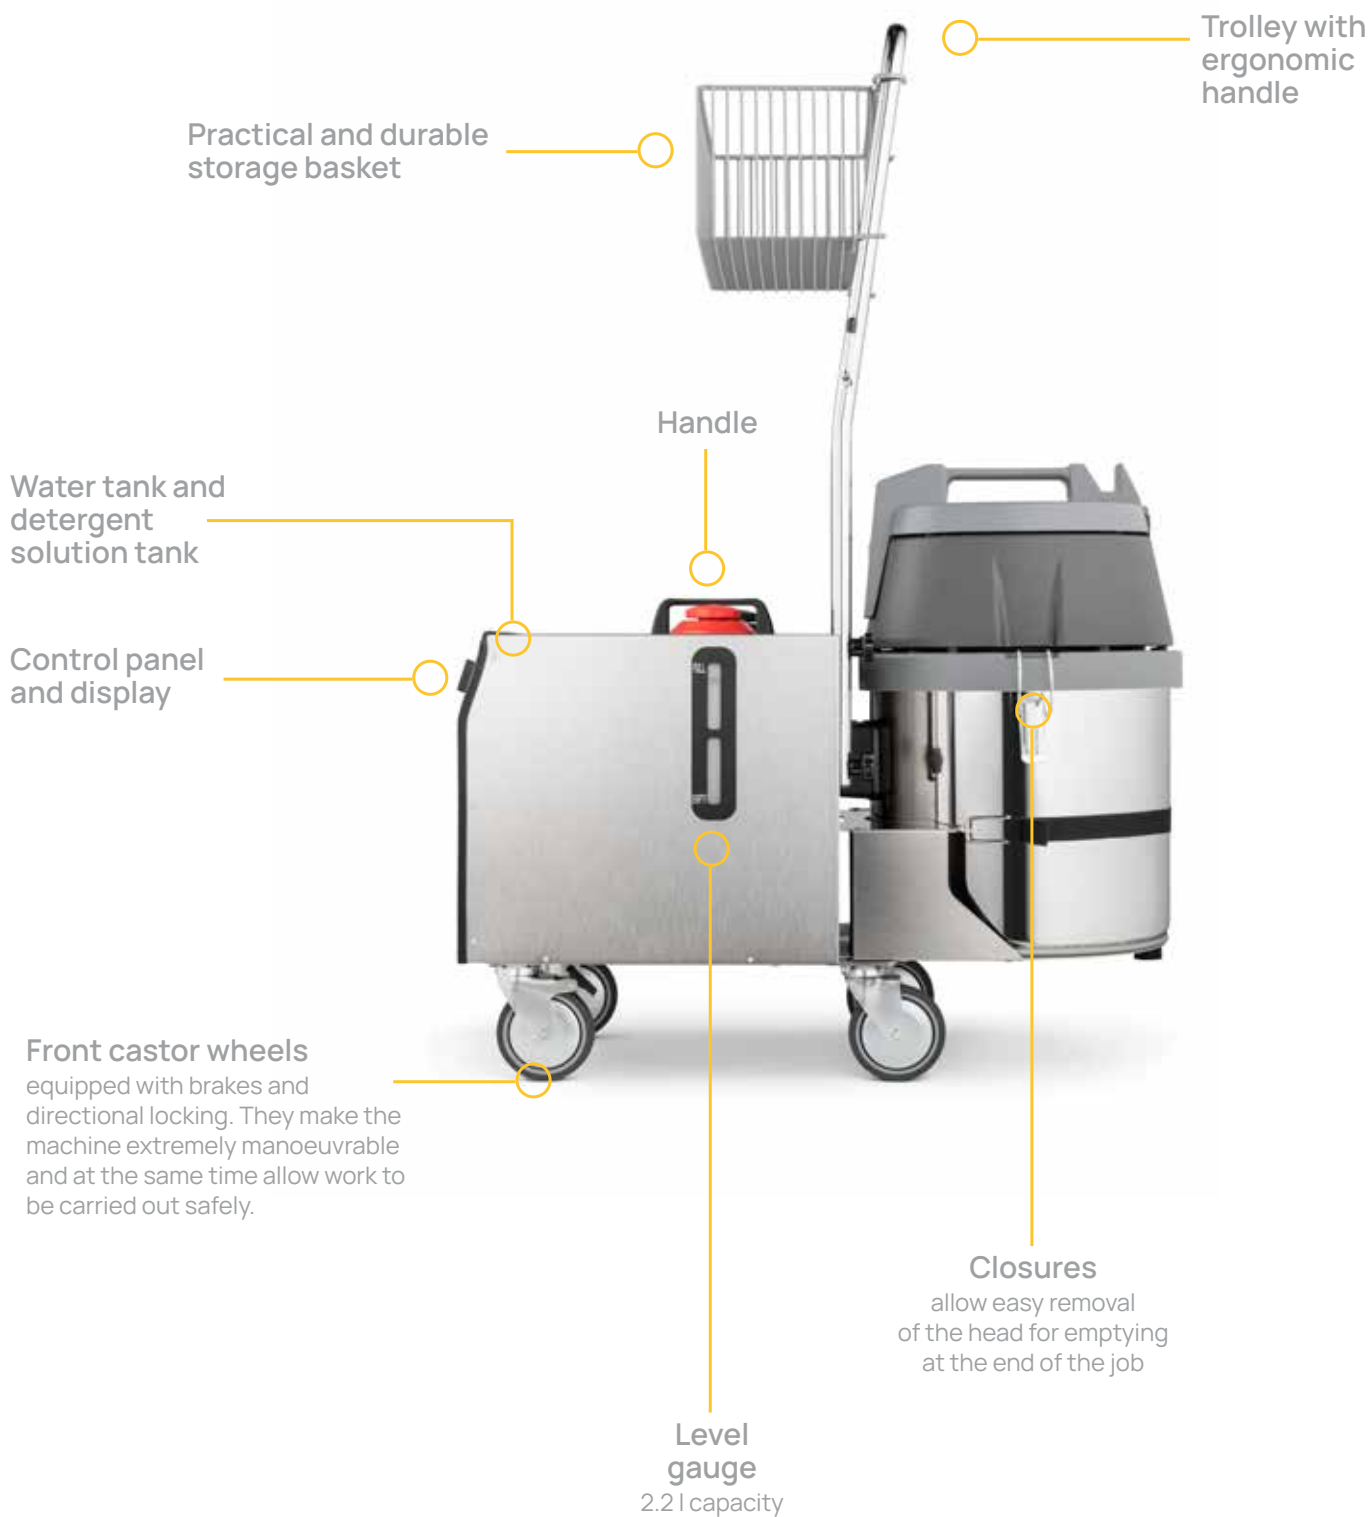 Trolley with
ergonomic
handle
Practical and durable
storage basket
Handle
Water tank and
detergent
solution tank
Control panel
and display
FULL
EMPTY
Front castor wheels
equipped with brakes and
directional locking. They make the
machine extremely manoeuvrable
and at the same time allow work to
be carried out safely.
Closures
allow easy removal
of the head for emptying
at the end of the job
Level
gauge
2.2 l capacity